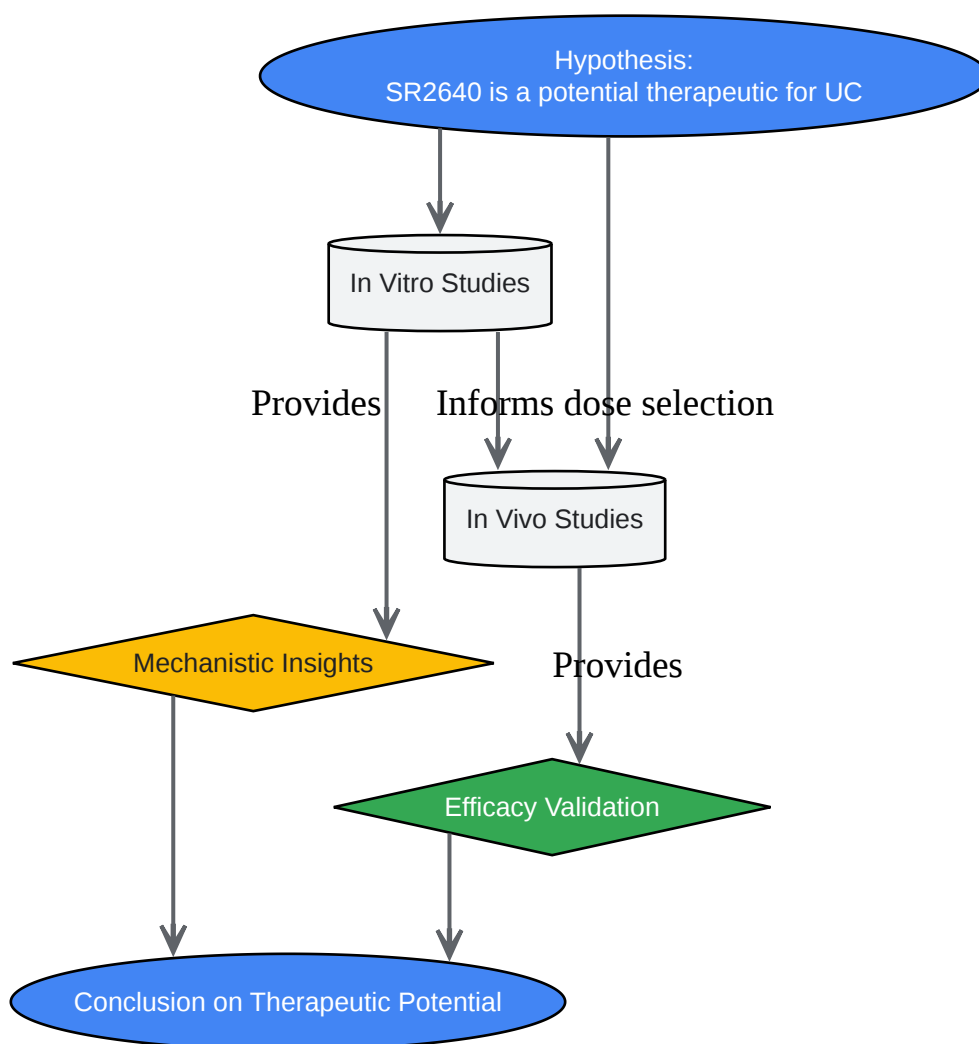 Hypothesis:
SR2640 is a potential therapeutic for UC
In Vitro Studies
Provides
Informs dose selection
In Vivo Studies
Mechanistic Insights
Provides
Efficacy Validation
Conclusion on Therapeutic Potential